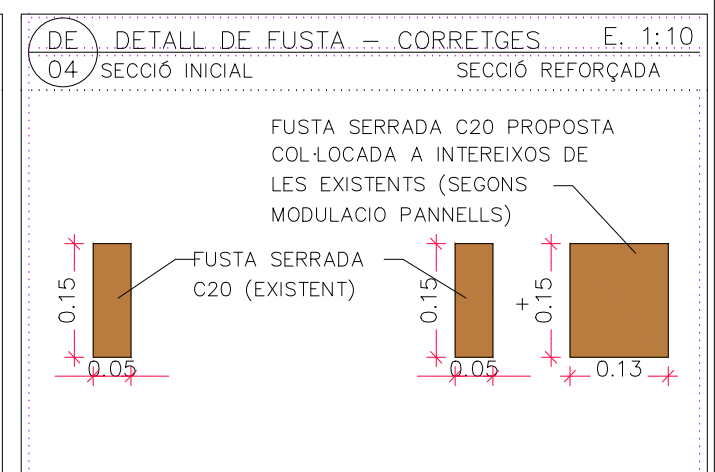 DE
04
DETALL DE FUSTA – CORRETGES
E. 1:10
SECCIÓ INICIAL
SECCIÓ REFORÇADA
FUSTA SERRADA C20 PROPOSTA
COL·LOCADA A INTEREIXOS DE
LES EXISTENTS (SEGONS
MODULACIO PANNELLS)
FUSTA SERRADA
C20 (EXISTENT)
0.15
0.05
0.15
0.05
+
0.15
0.13